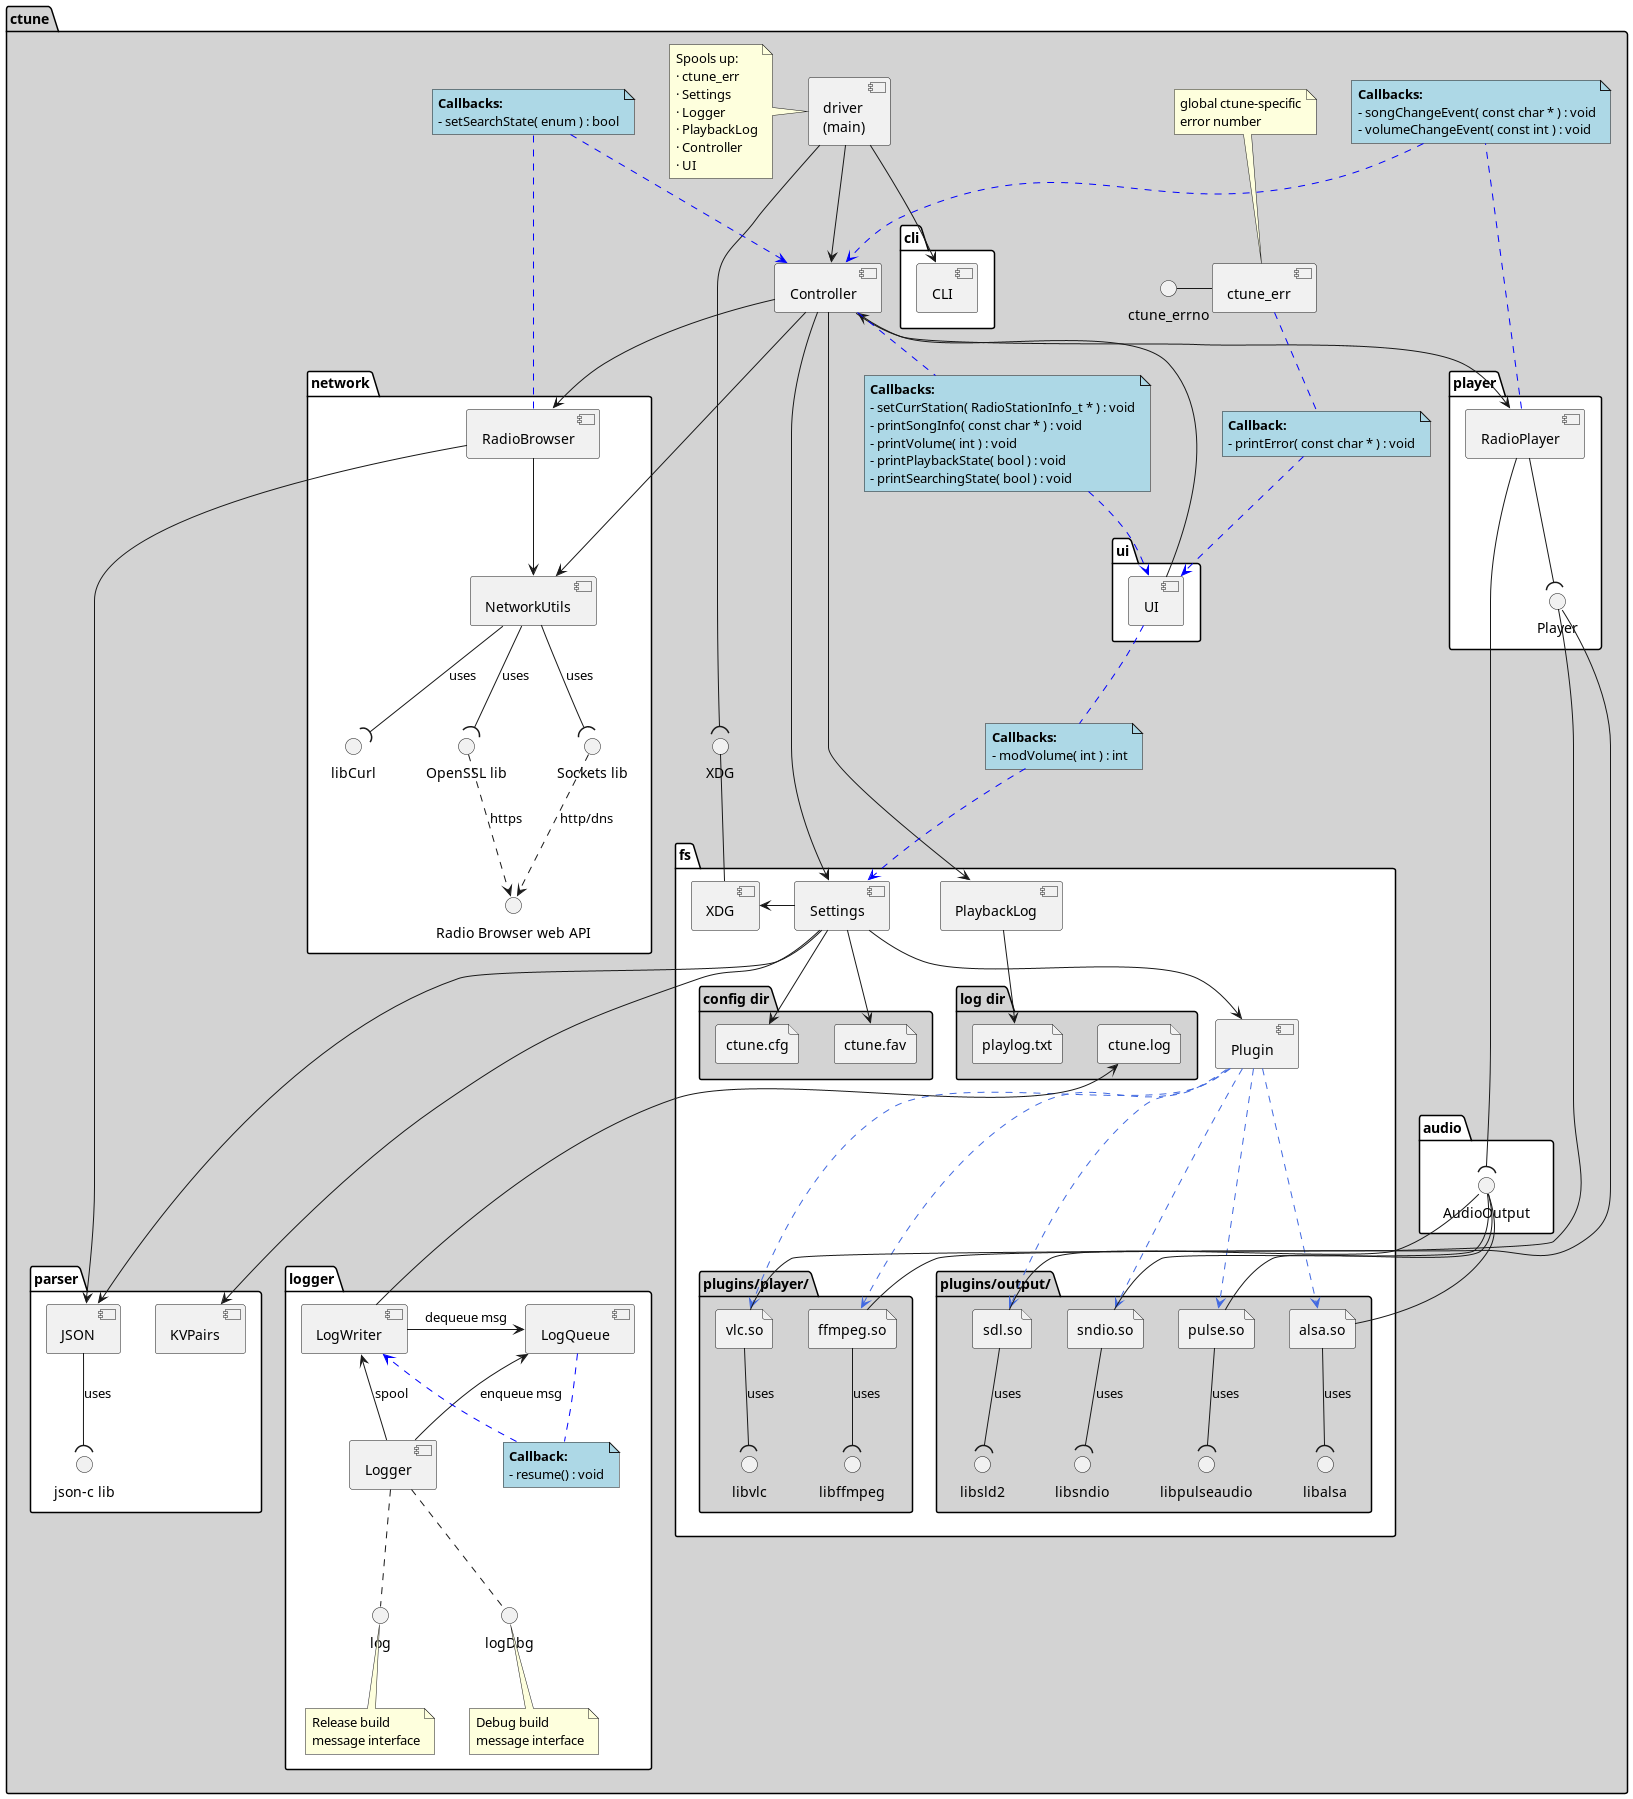 ctune
Spools up:
· ctune_err
· Settings
· Logger
· PlaybackLog
· Controller
· UI
driver
(main)
Callbacks:
- setSearchState( enum ) : bool
global ctune-specific
error number
Callbacks:
- songChangeEvent( const char * ) : void
- volumeChangeEvent( const int ) : void
cli
CLI
Controller
ctune_errno
ctune_err
network
RadioBrowser
Callbacks:
- setCurrStation( RadioStationInfo_t * ) : void
- printSongInfo( const char * ) : void
- printVolume( int ) : void
- printPlaybackState( bool ) : void
- printSearchingState( bool ) : void
Callback:
- printError( const char * ) : void
player
RadioPlayer
ui
UI
NetworkUtils
Player
uses
uses
uses
libCurl
OpenSSL lib
Sockets lib
XDG
Callbacks:
- modVolume( int ) : int
https
http/dns
Radio Browser web API
fs
XDG
Settings
PlaybackLog
config dir
ctune.cfg
ctune.fav
log dir
playlog.txt
ctune.log
Plugin
audio
AudioOutput
parser
JSON
KVPairs
uses
json-c lib
logger
LogWriter
dequeue msg
LogQueue
spool
enqueue msg
Logger
Callback:
- resume() : void
log
logDbg
Release build
message interface
Debug build
message interface
plugins/player/
vlc.so
ffmpeg.so
uses
uses
libvlc
libffmpeg
plugins/output/
sdl.so
sndio.so
pulse.so
alsa.so
uses
uses
uses
uses
libsld2
libsndio
libpulseaudio
libalsa